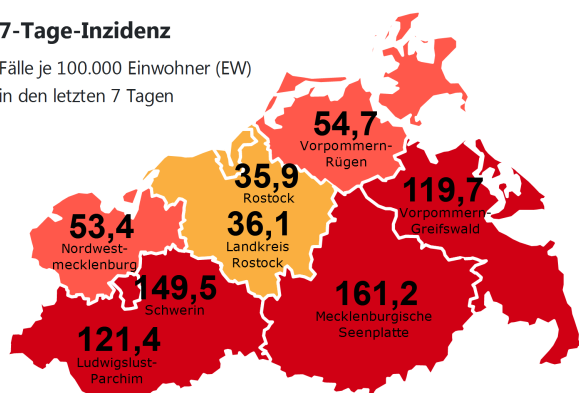 7-Tage-Inzidenz
Fälle je 100.000 Einwohner (EW)
in den letzten 7 Tagen
54,7
Vorpommern-
Rügen
35,9
Rostock
119,7
Vorpommern-
Greifswald
53,4
Nordwest-
mecklenburg
36,1
Landkreis
Rostock
149,5
Schwerin
161,2
Mecklenburgische
Seenplatte
121,4
Ludwigslust-
Parchim